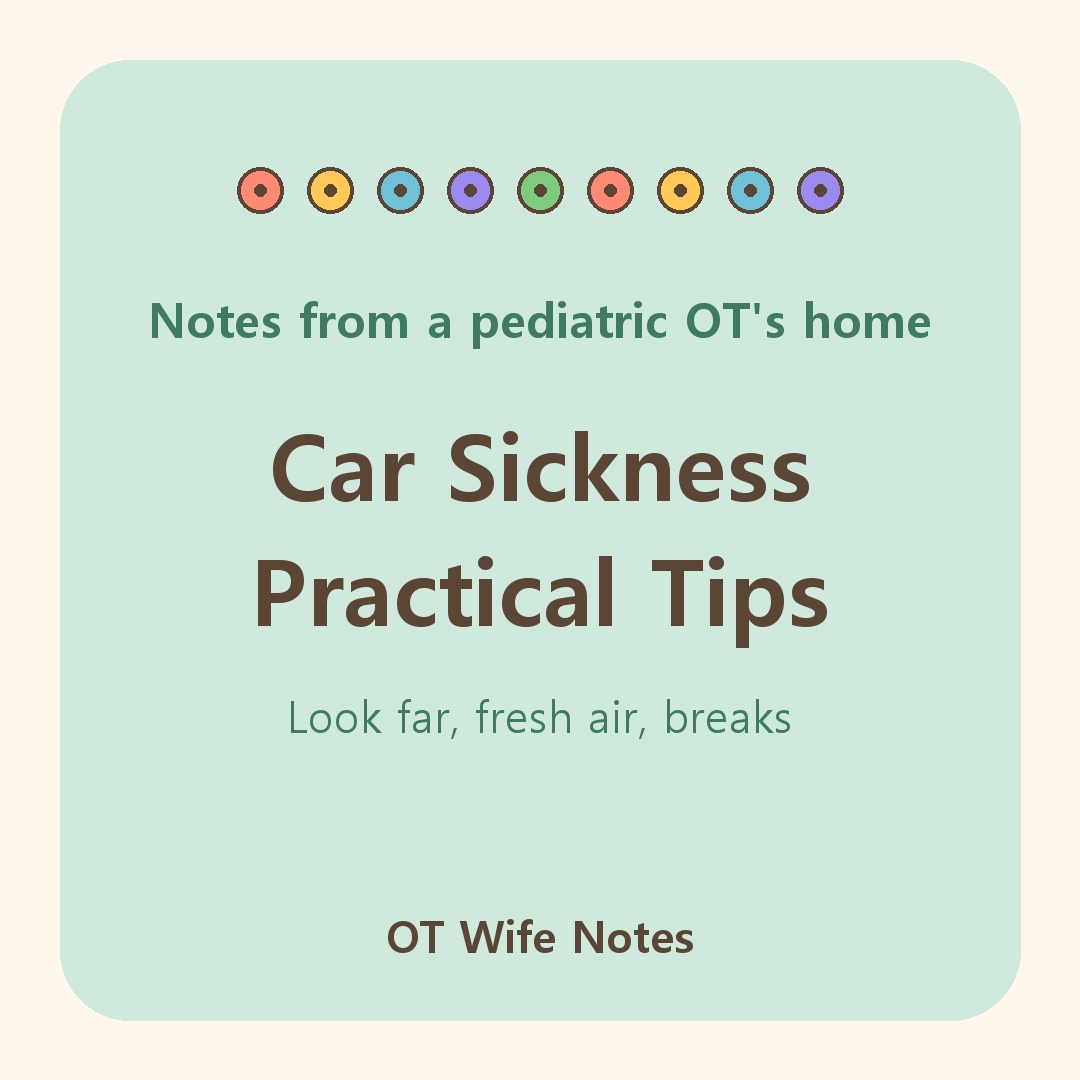 Notes from a pediatric OT's home
Car Sickness
Practical Tips
Look far, fresh air, breaks
OT Wife Notes